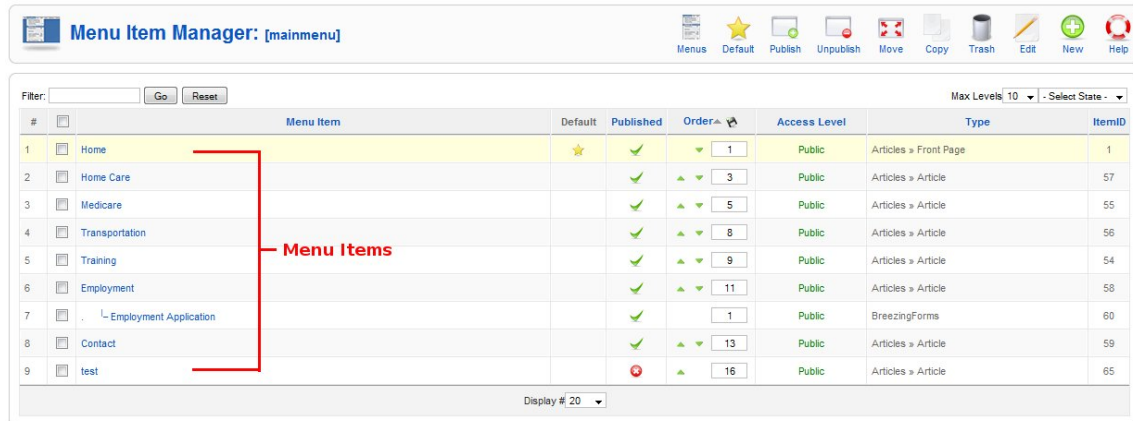 Menu Item Manager: [mainmenu]
Menus Default Publish Unpublish Move Copy Trash Edit New Help
Filter: Go Reset Max Levels 10 - Select State -
# Menu Item Default Published Order Access Level Type ItemID
1 Home 1 Public Articles » Front Page 1
2 Home Care 3 Public Articles » Article 57
3 Medicare 5 Public Articles » Article 55
4 Transportation 8 Public Articles » Article 56
Menu Items
5 Training 9 Public Articles » Article 54
6 Employment 11 Public Articles » Article 58
7 . Employment Application 1 Public BreezingForms 60
8 Contact 13 Public Articles » Article 59
9 test 16 Public Articles » Article 65
Display # 20